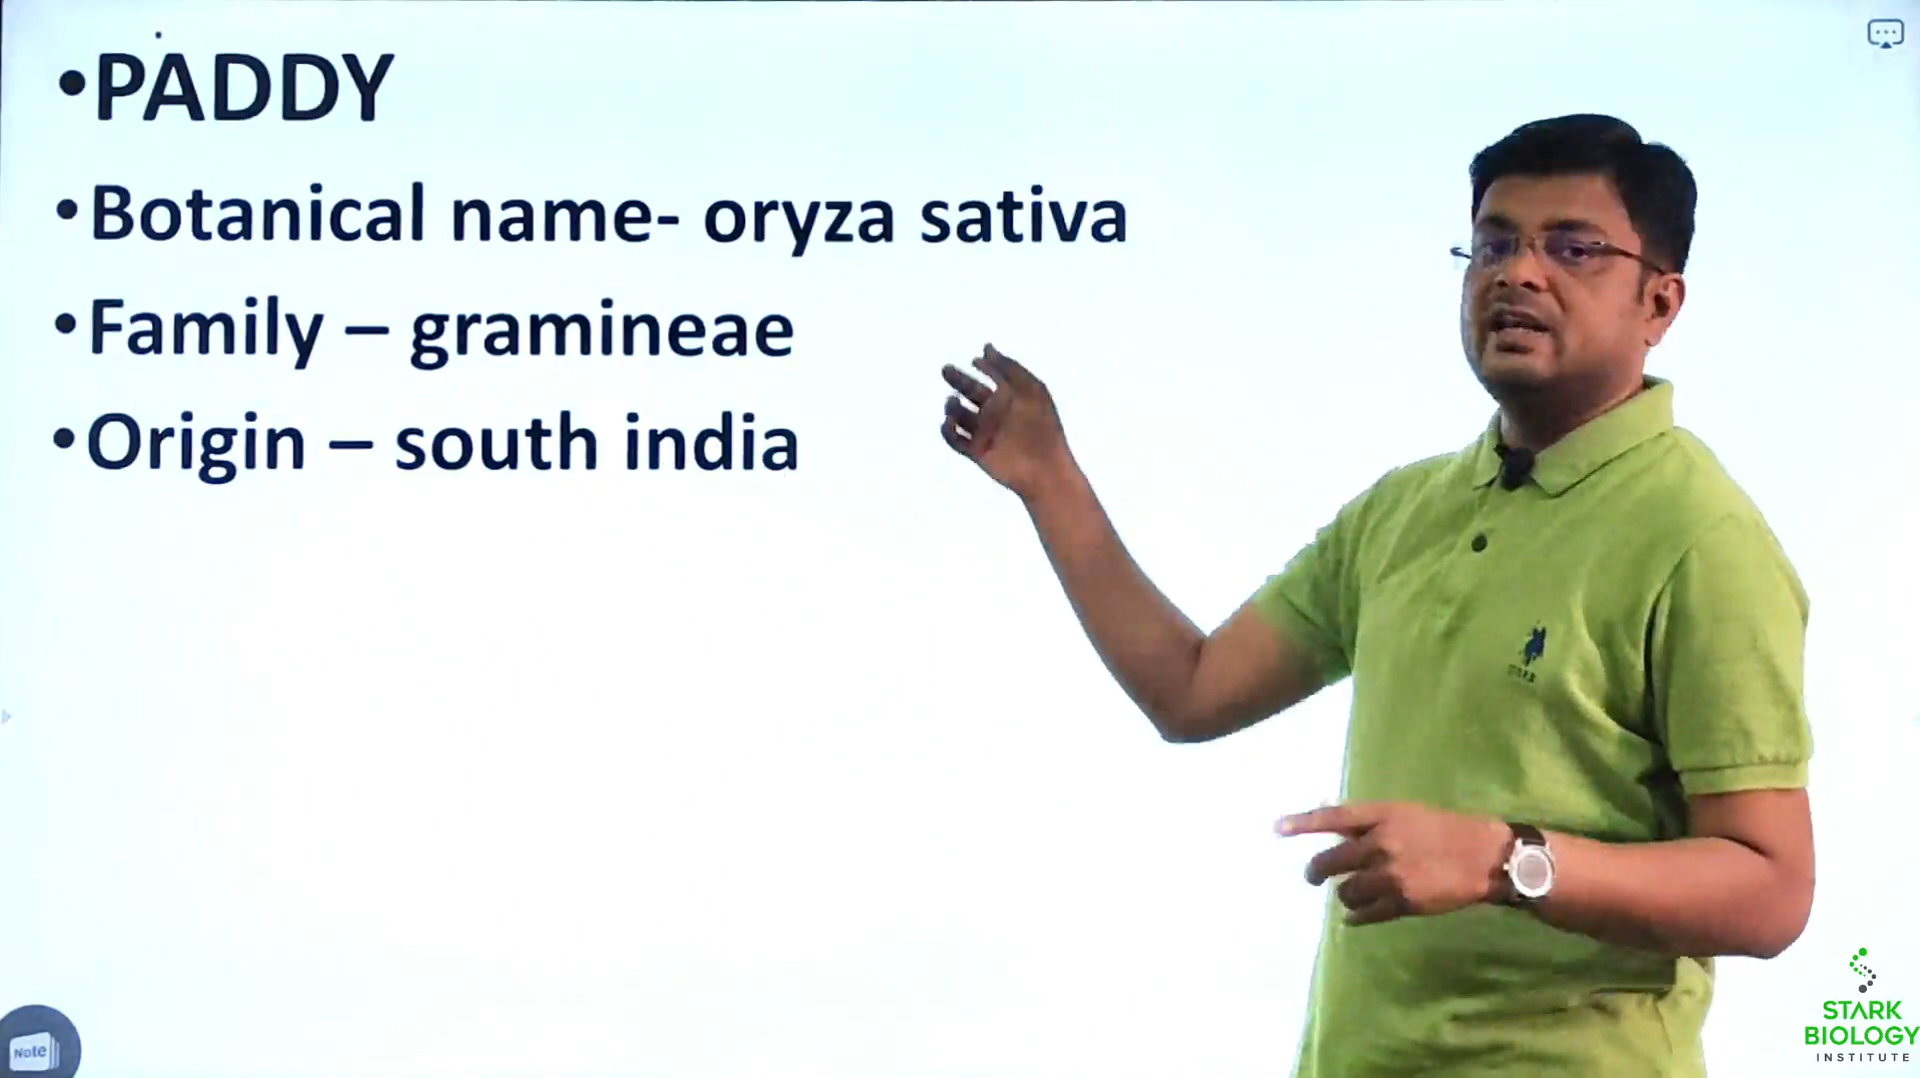 •PADDY
•Botanical name- oryza sativa
•Family – gramineae
•Origin – south india
Note
STARK
BIOLOGY
INSTITUTE